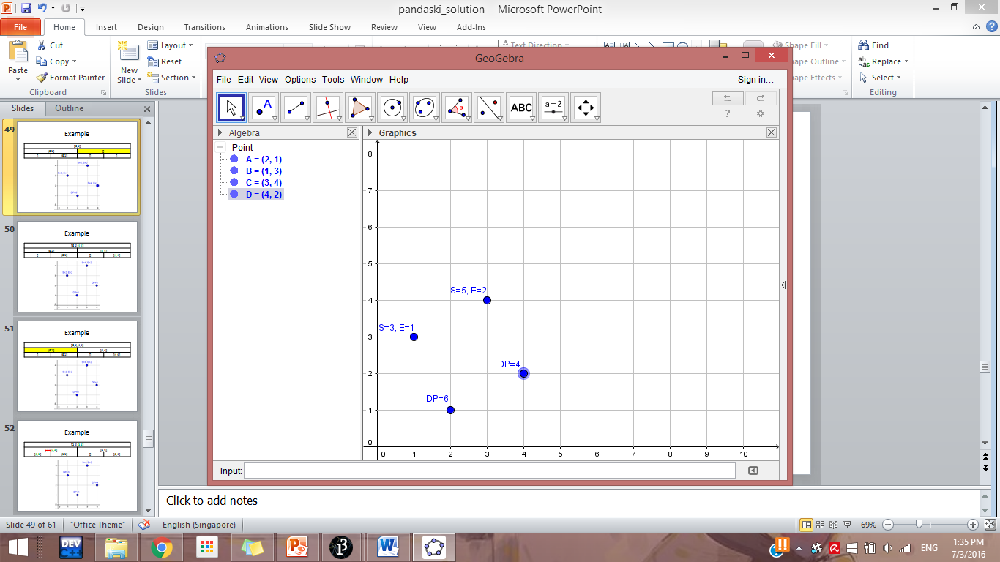 pandaski_solution - Microsoft PowerPoint
File Home Insert Design Transitions Animations Slide Show Review View Add-Ins
Paste
Cut
Copy
Format Painter
Clipboard
New Slide
Layout
Reset
Section
Slides
Text Direction
Shape Fill
hape Outline
hape Effects
Find
Replace
Select
Editing
Slides Outline
49
Example
50
Example
51
Example
52
Example
GeoGebra
File Edit View Options Tools Window Help Sign in...
A ABC a=2
Algebra
Point
A = (2, 1)
B = (1, 3)
C = (3, 4)
D = (4, 2)
Graphics
8
7
6
5
4
3
2
1
0
S=5, E=2
S=3, E=1
DP=4
DP=6
0 1 2 3 4 5 6 7 8 9 10
Input:
Click to add notes
Slide 49 of 61 "Office Theme" English (Singapore) 69%
DEV C++
ENG
1:35 PM
7/3/2016